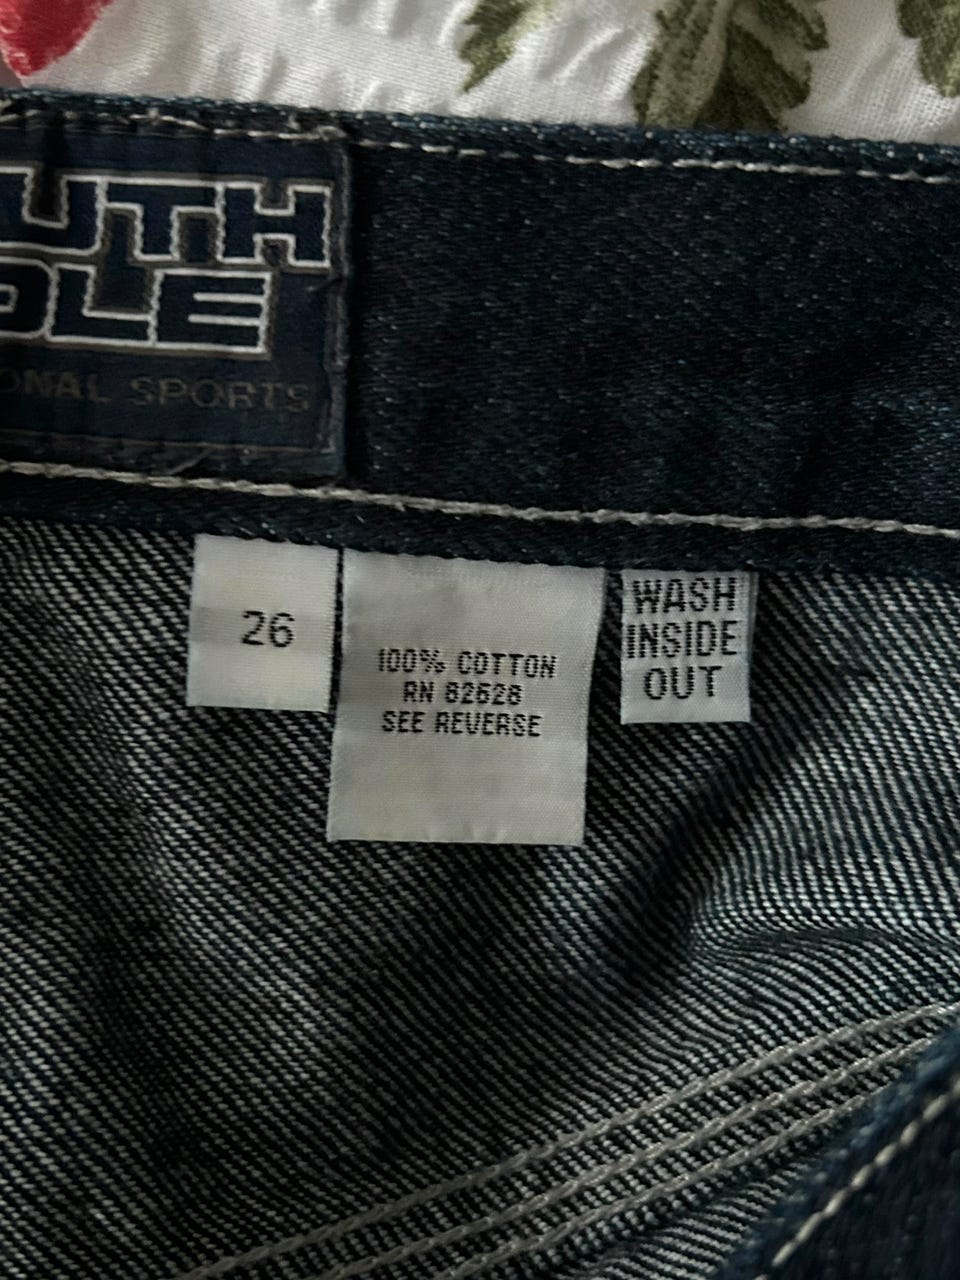 UTH
OLE
ONAL SPORTS
26
100% COTTON
RN 82628
SEE REVERSE
WASH
INSIDE
OUT